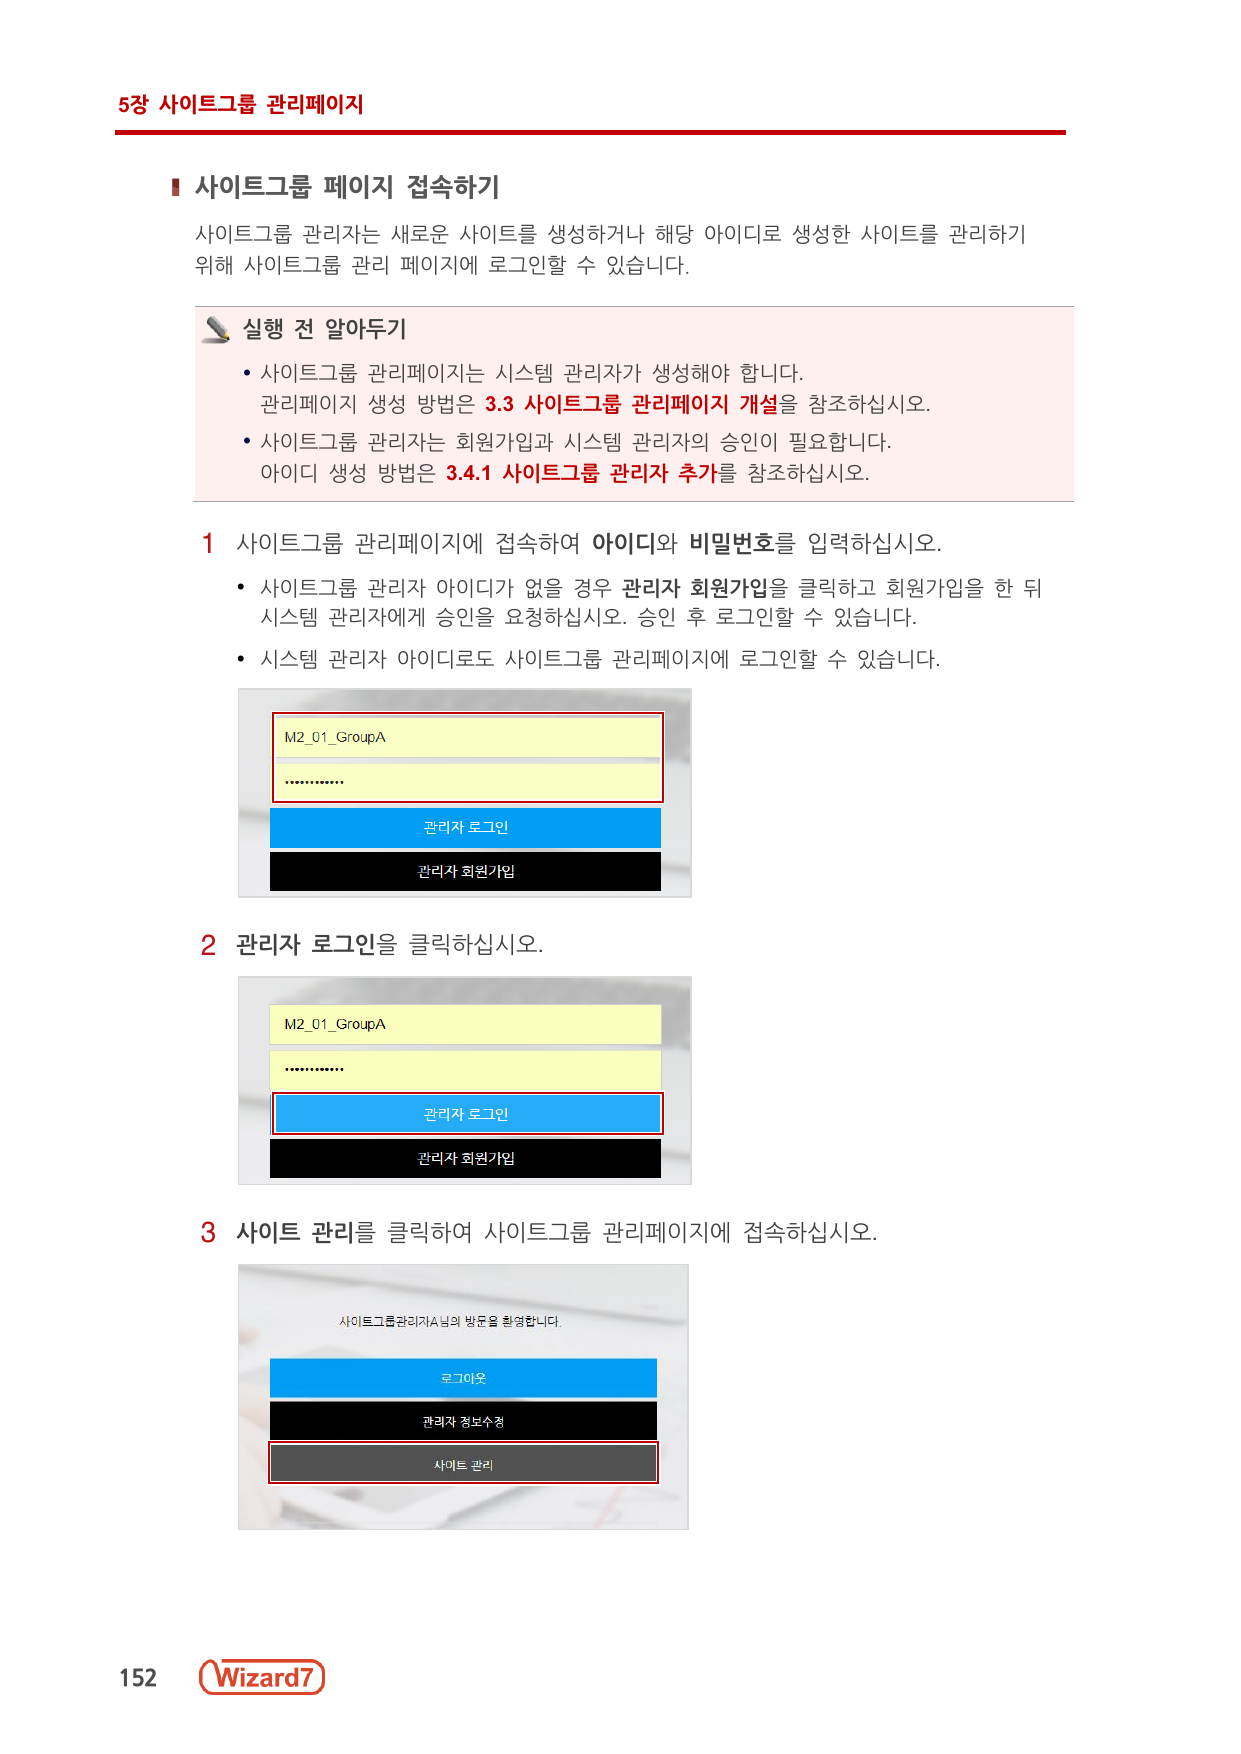 5장 사이트그룹 관리페이지
사이트그룹 페이지 접속하기
사이트그룹 관리자는 새로운 사이트를 생성하거나 해당 아이디로 생성한 사이트를 관리하기
위해 사이트그룹 관리 페이지에 로그인할 수 있습니다.
실행 전 알아두기
• 사이트그룹 관리페이지는 시스템 관리자가 생성해야 합니다.
관리페이지 생성 방법은 3.3 사이트그룹 관리페이지 개설을 참조하십시오.
• 사이트그룹 관리자는 회원가입과 시스템 관리자의 승인이 필요합니다.
아이디 생성 방법은 3.4.1 사이트그룹 관리자 추가를 참조하십시오.
1 사이트그룹 관리페이지에 접속하여 아이디와 비밀번호를 입력하십시오.
• 사이트그룹 관리자 아이디가 없을 경우 관리자 회원가입을 클릭하고 회원가입을 한 뒤
시스템 관리자에게 승인을 요청하십시오. 승인 후 로그인할 수 있습니다.
• 시스템 관리자 아이디로도 사이트그룹 관리페이지에 로그인할 수 있습니다.
M2_01_GroupA
••••••••••••
관리자 로그인
관리자 회원가입
2 관리자 로그인을 클릭하십시오.
M2_01_GroupA
••••••••••••
관리자 로그인
관리자 회원가입
3 사이트 관리를 클릭하여 사이트그룹 관리페이지에 접속하십시오.
사이트그룹관리자A님의 방문을 환영합니다.
로그아웃
관리자 정보수정
사이트 관리
152 Wizard7